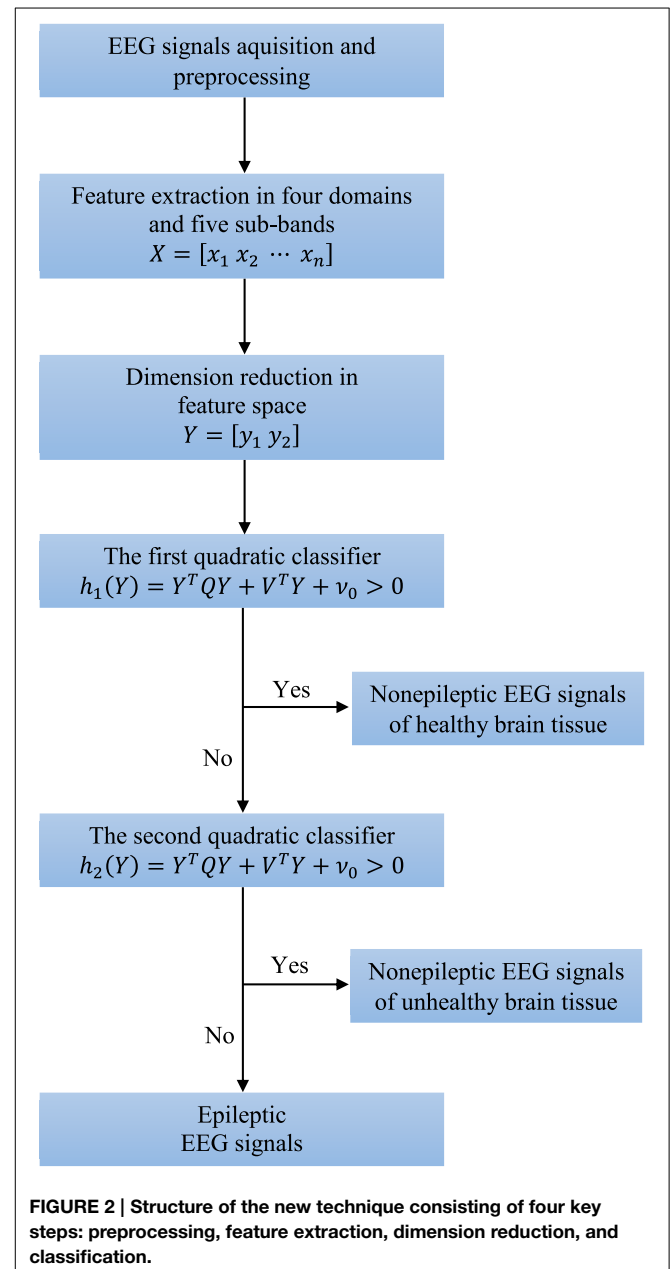 EEG signals aquisition and
preprocessing
Feature extraction in four domains
and five sub-bands
X = [x₁ x₂ ⋯ xₙ]
Dimension reduction in
feature space
Y = [y₁ y₂]
The first quadratic classifier
h₁(Y) = YᵀQY + VᵀY + ν₀ > 0
Yes
Nonepileptic EEG signals
of healthy brain tissue
No
The second quadratic classifier
h₂(Y) = YᵀQY + VᵀY + ν₀ > 0
Yes
Nonepileptic EEG signals
of unhealthy brain tissue
No
Epileptic
EEG signals
FIGURE 2 | Structure of the new technique consisting of four key
steps: preprocessing, feature extraction, dimension reduction, and
classification.